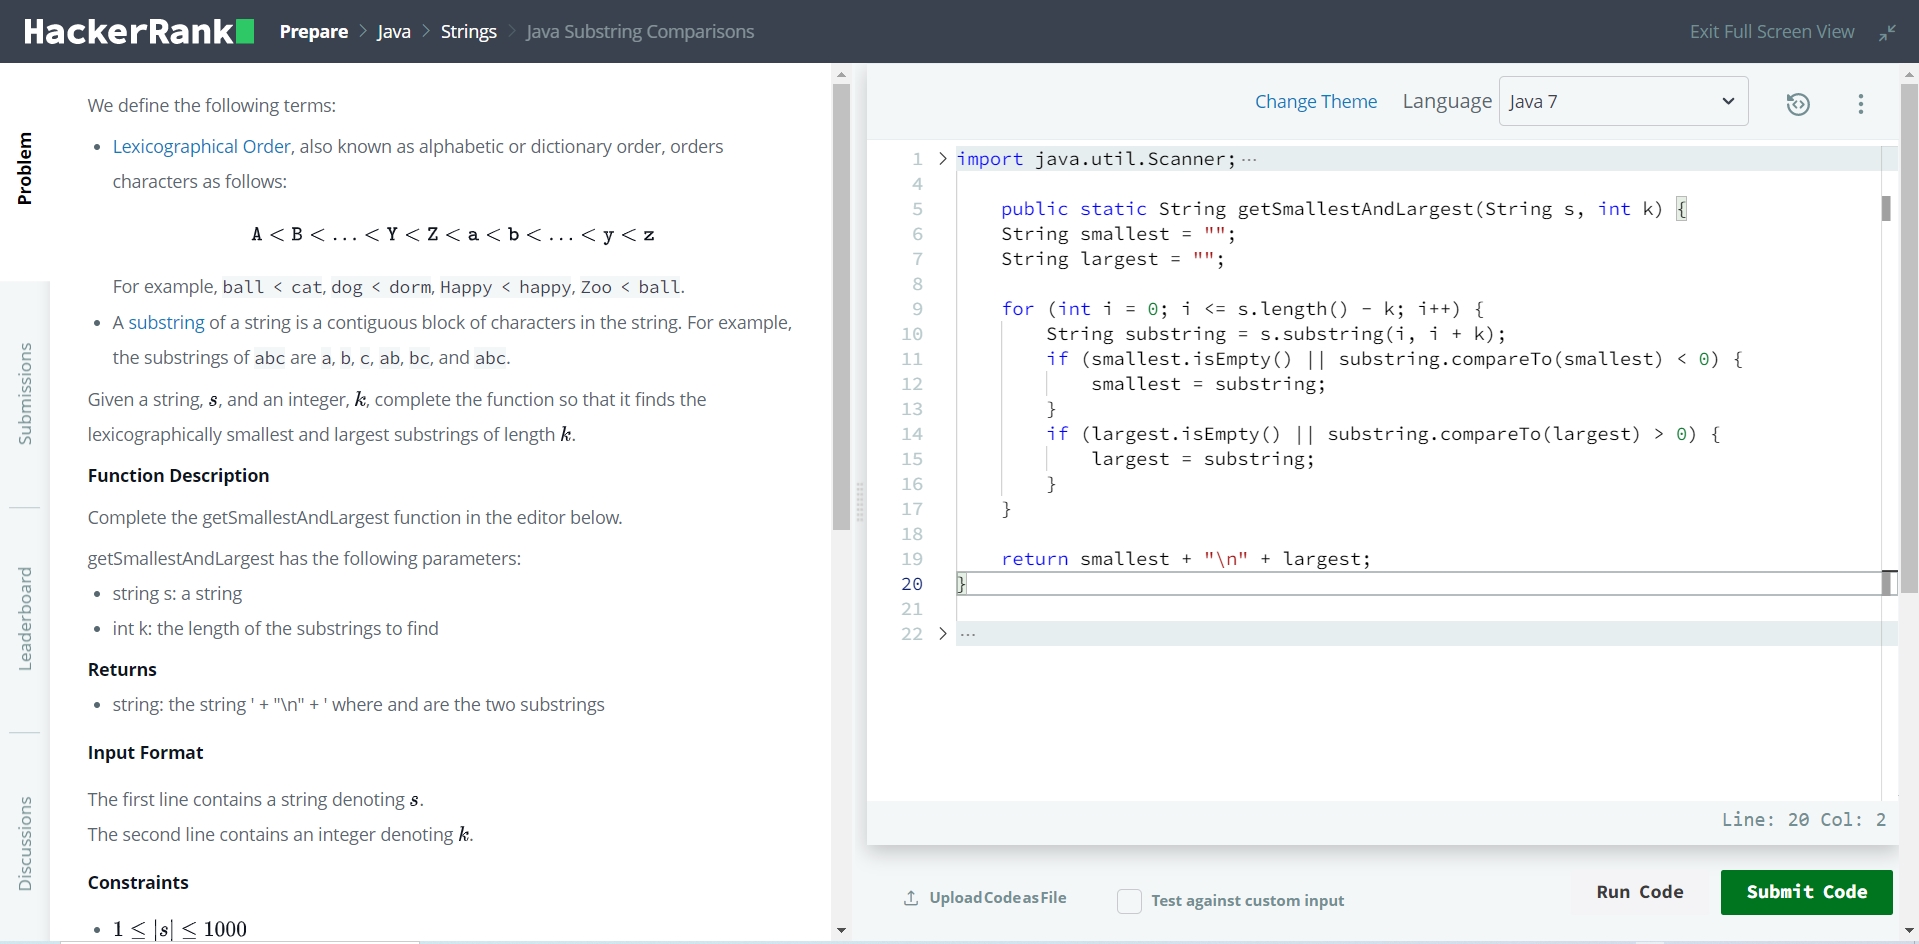 HackerRank
Prepare > Java > Strings > Java Substring Comparisons
Exit Full Screen View
Problem
Submissions
Leaderboard
Discussions
We define the following terms:
• Lexicographical Order, also known as alphabetic or dictionary order, orders
characters as follows:
A < B < ... < Y < Z < a < b < ... < y < z
For example, ball < cat, dog < dorm, Happy < happy, Zoo < ball.
• A substring of a string is a contiguous block of characters in the string. For example,
the substrings of abc are a, b, c, ab, bc, and abc.
Given a string, s, and an integer, k, complete the function so that it finds the
lexicographically smallest and largest substrings of length k.
Function Description
Complete the getSmallestAndLargest function in the editor below.
getSmallestAndLargest has the following parameters:
• string s: a string
• int k: the length of the substrings to find
Returns
• string: the string ' + "\n" + ' where and are the two substrings
Input Format
The first line contains a string denoting s.
The second line contains an integer denoting k.
Constraints
• 1 ≤ |s| ≤ 1000
Change Theme Language Java 7
1 > import java.util.Scanner; ...
4
5 public static String getSmallestAndLargest(String s, int k) {
6 String smallest = "";
7 String largest = "";
8
9 for (int i = 0; i <= s.length() - k; i++) {
10 String substring = s.substring(i, i + k);
11 if (smallest.isEmpty() || substring.compareTo(smallest) < 0) {
12 smallest = substring;
13 }
14 if (largest.isEmpty() || substring.compareTo(largest) > 0) {
15 largest = substring;
16 }
17 }
18
19 return smallest + "\n" + largest;
20 }
21
22 > ...
Line: 20 Col: 2
Upload Code as File
Test against custom input
Run Code
Submit Code